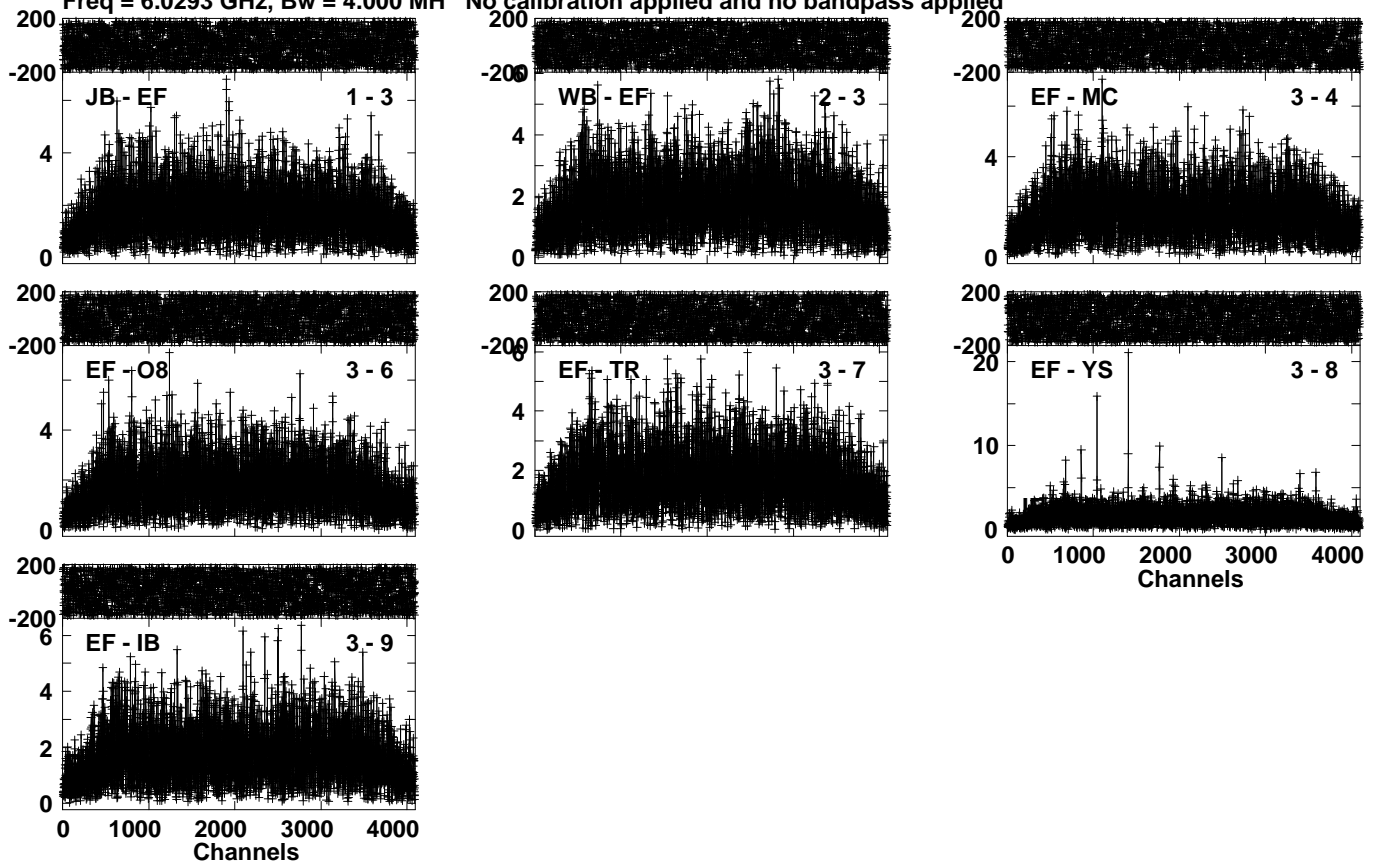 Freq = 6.0293 GHz, Bw = 4.000 MH No calibration applied and no bandpass applied
200
-200
JB - EF 1 - 3
4
0
200
-200
6
WB - EF 2 - 3
4
2
0
200
-200
EF - MC 3 - 4
4
0
200
-200
EF - O8 3 - 6
4
0
200
-200
6
EF - TR 3 - 7
4
2
0
200
-200
20
EF - YS 3 - 8
10
0
0 1000 2000 3000 4000
Channels
200
-200
6
EF - IB 3 - 9
4
2
0
0 1000 2000 3000 4000
Channels